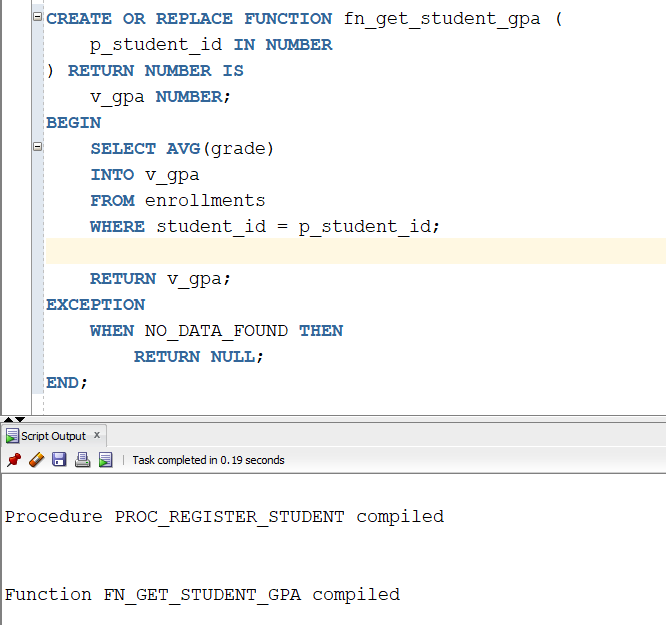 CREATE OR REPLACE FUNCTION fn_get_student_gpa (
    p_student_id IN NUMBER
) RETURN NUMBER IS
    v_gpa NUMBER;
BEGIN
    SELECT AVG(grade)
    INTO v_gpa
    FROM enrollments
    WHERE student_id = p_student_id;
    RETURN v_gpa;
EXCEPTION
    WHEN NO_DATA_FOUND THEN
        RETURN NULL;
END;
Script Output x
Task completed in 0.19 seconds
Procedure PROC_REGISTER_STUDENT compiled
Function FN_GET_STUDENT_GPA compiled